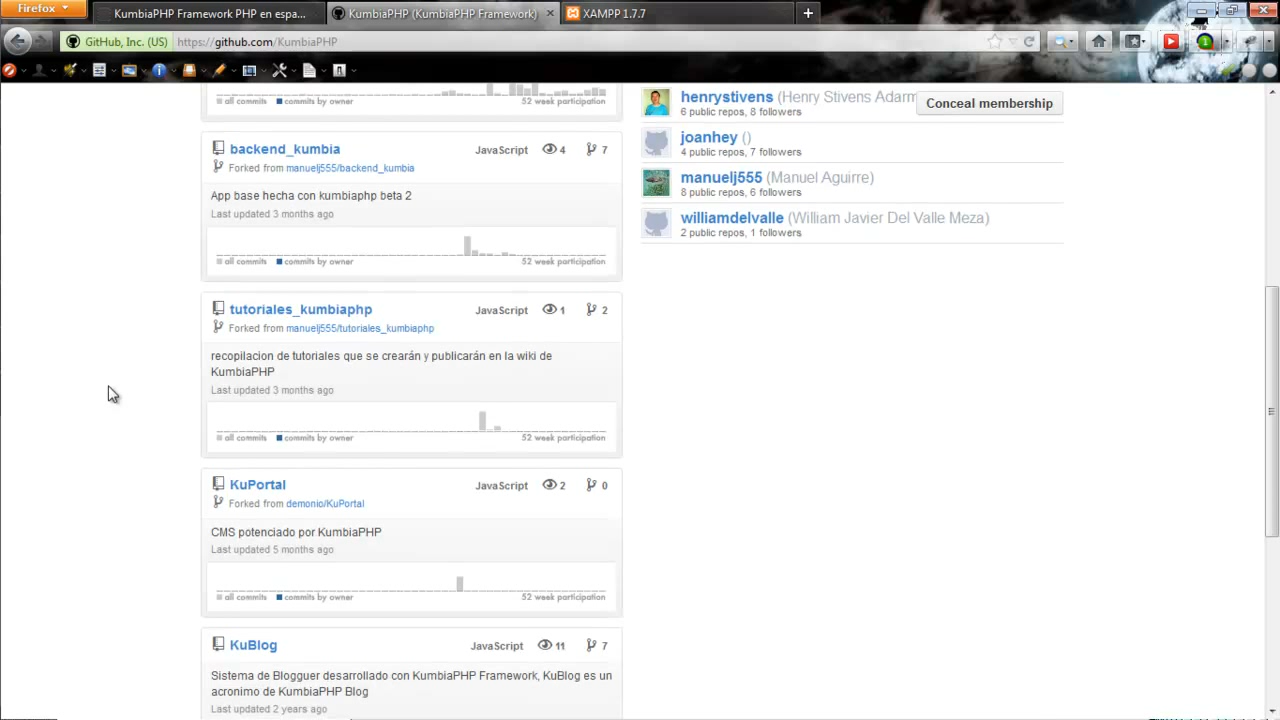 Firefox
KumbiaPHP Framework PHP en espa...
KumbiaPHP (KumbiaPHP Framework)
XAMPP 1.7.7
GitHub, Inc. (US)
https://github.com/KumbiaPHP
all commits commits by owner 52 week participation
backend_kumbia JavaScript 4 7
Forked from manuelj555/backend_kumbia
App base hecha con kumbiaphp beta 2
Last updated 3 months ago
all commits commits by owner 52 week participation
tutoriales_kumbiaphp JavaScript 1 2
Forked from manuelj555/tutoriales_kumbiaphp
recopilacion de tutoriales que se crearán y publicarán en la wiki de
KumbiaPHP
Last updated 3 months ago
all commits commits by owner 52 week participation
KuPortal JavaScript 2 0
Forked from demonio/KuPortal
CMS potenciado por KumbiaPHP
Last updated 5 months ago
all commits commits by owner 52 week participation
KuBlog JavaScript 11 7
Sistema de Blogguer desarrollado con KumbiaPHP Framework, KuBlog es un
acronimo de KumbiaPHP Blog
Last updated 2 years ago
henrystivens (Henry Stivens Adarm
Conceal membership
6 public repos, 8 followers
joanhey ()
4 public repos, 7 followers
manuelj555 (Manuel Aguirre)
8 public repos, 6 followers
williamdelvalle (William Javier Del Valle Meza)
2 public repos, 1 followers